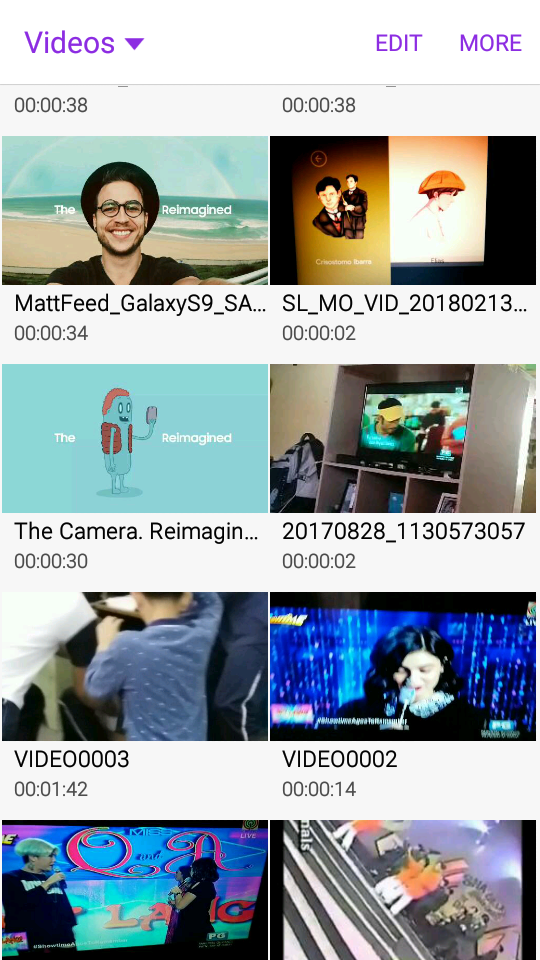 Videos
EDIT
MORE
00:00:38
00:00:38
The
Reimagined
Crisostomo Ibarra
Elias
MattFeed_GalaxyS9_SA...
SL_MO_VID_20180213...
00:00:34
00:00:02
The
Reimagined
The Camera. Reimagin...
20170828_1130573057
00:00:30
00:00:02
PG
VIDEO0003
VIDEO0002
00:01:42
00:00:14
LIVE
Q and A
PG